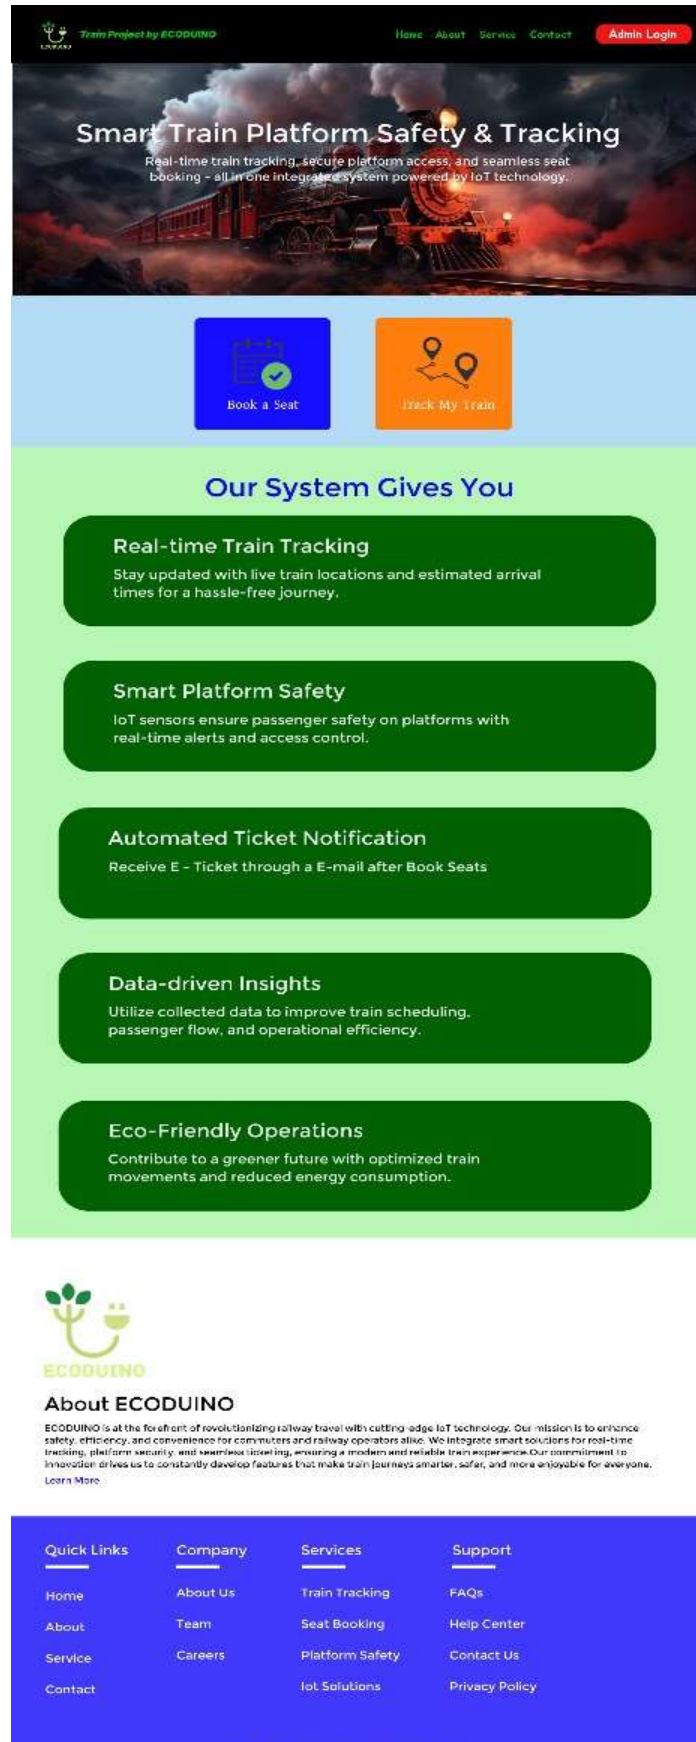 ECODUINO
Train Project by ECODUINO
Home About Service Contact
Admin Login
Smart Train Platform Safety & Tracking
Real-time train tracking, secure platform access, and seamless seat
booking - all in one integrated system powered by IoT technology.
Book a Seat
Track My Train
Our System Gives You
Real-time Train Tracking
Stay updated with live train locations and estimated arrival
times for a hassle-free journey.
Smart Platform Safety
IoT sensors ensure passenger safety on platforms with
real-time alerts and access control.
Automated Ticket Notification
Receive E - Ticket through a E-mail after Book Seats
Data-driven Insights
Utilize collected data to improve train scheduling,
passenger flow, and operational efficiency.
Eco-Friendly Operations
Contribute to a greener future with optimized train
movements and reduced energy consumption.
ECODUINO
About ECODUINO
ECODUINO is at the forefront of revolutionizing railway travel with cutting-edge IoT technology. Our mission is to enhance
safety, efficiency, and convenience for commuters and railway operators alike. We integrate smart solutions for real-time
tracking, platform security, and seamless ticketing, ensuring a modern and reliable train experience.Our commitment to
innovation drives us to constantly develop features that make train journeys smarter, safer, and more enjoyable for everyone.
Learn More
Quick Links
Home
About
Service
Contact
Company
About Us
Team
Careers
Services
Train Tracking
Seat Booking
Platform Safety
Iot Solutions
Support
FAQs
Help Center
Contact Us
Privacy Policy